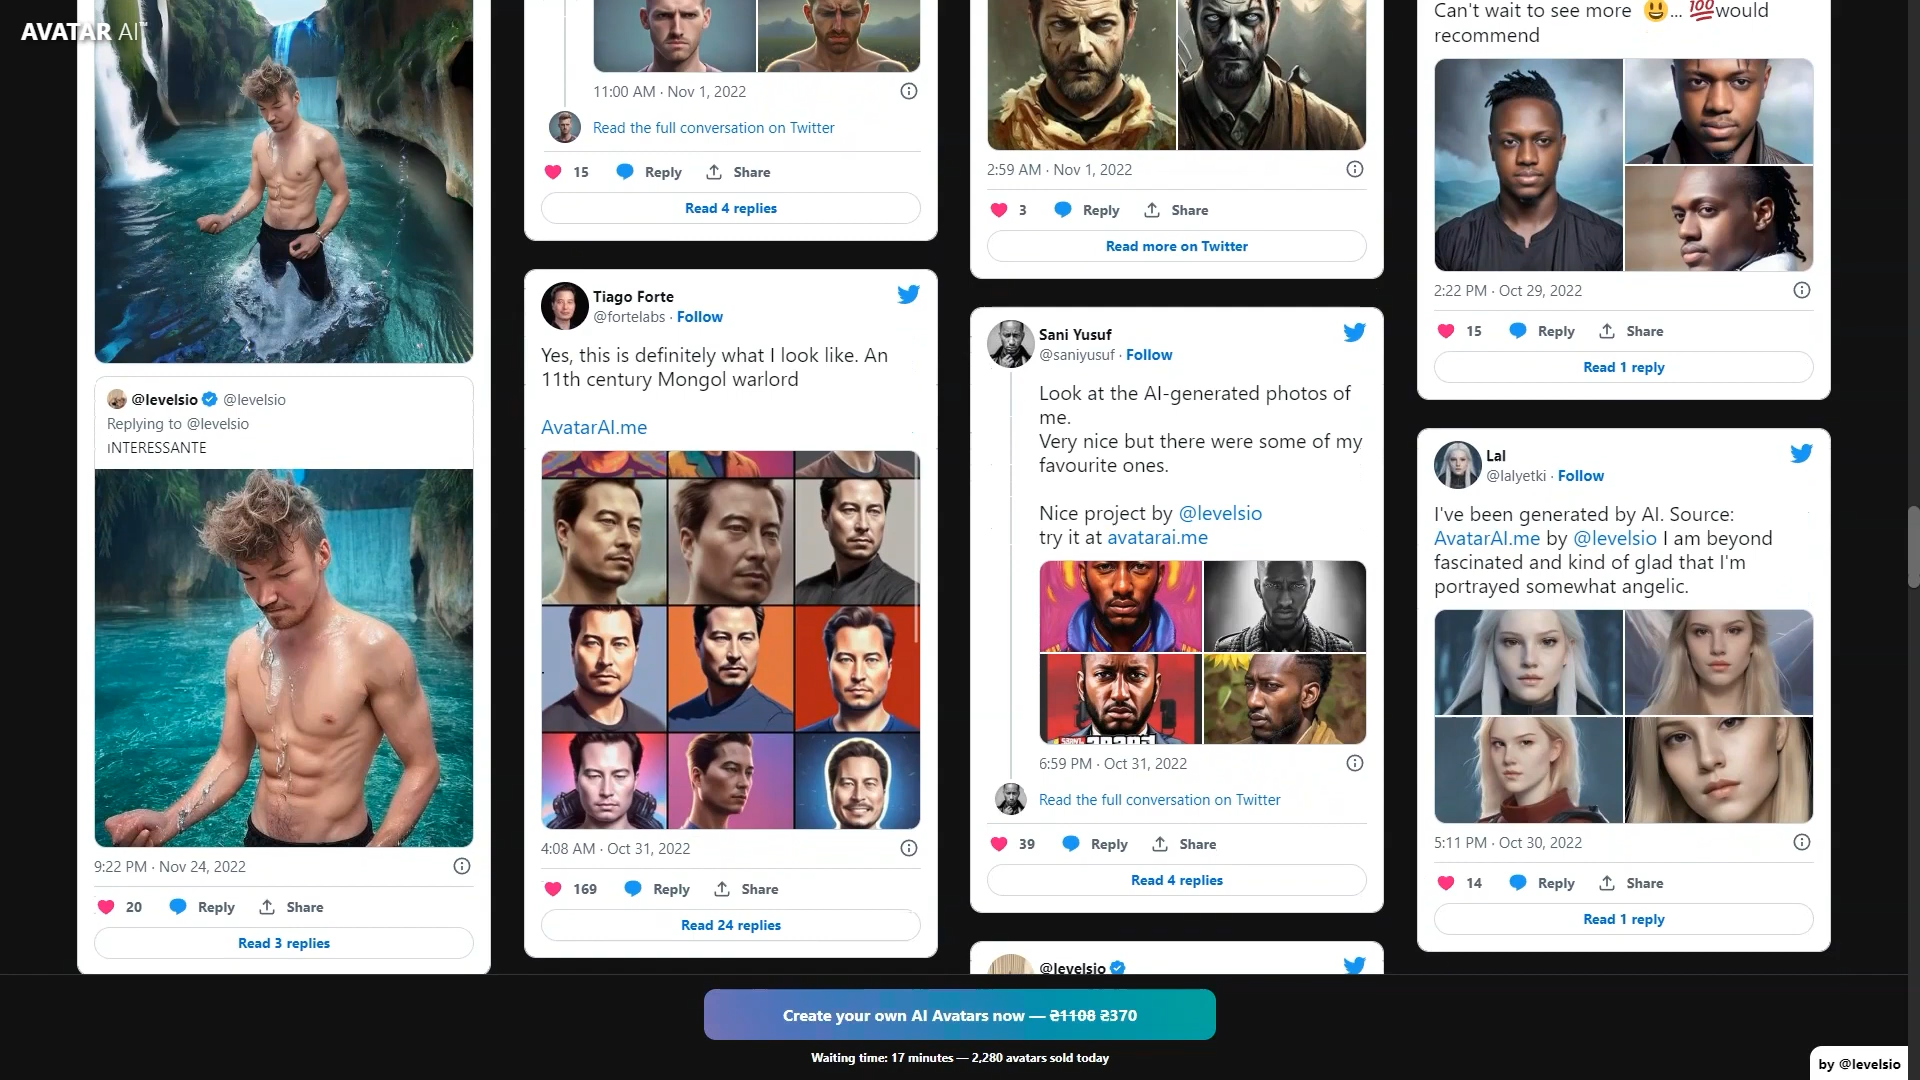 AVATAR AI™
@levelsio @levelsio
Replying to @levelsio
iNTERESSANTE
9:22 PM · Nov 24, 2022
20 Reply Share
Read 3 replies
11:00 AM · Nov 1, 2022
Read the full conversation on Twitter
15 Reply Share
Read 4 replies
Tiago Forte
@fortelabs · Follow
Yes, this is definitely what I look like. An
11th century Mongol warlord
AvatarAI.me
4:08 AM · Oct 31, 2022
169 Reply Share
Read 24 replies
2:59 AM · Nov 1, 2022
3 Reply Share
Read more on Twitter
Sani Yusuf
@saniyusuf · Follow
Look at the AI-generated photos of
me.
Very nice but there were some of my
favourite ones.
Nice project by @levelsio
try it at avatarai.me
6:59 PM · Oct 31, 2022
Read the full conversation on Twitter
39 Reply Share
Read 4 replies
@levelsio
Can't wait to see more 😃... 💯would
recommend
2:22 PM · Oct 29, 2022
15 Reply Share
Read 1 reply
Lal
@lalyetki · Follow
I've been generated by AI. Source:
AvatarAI.me by @levelsio I am beyond
fascinated and kind of glad that I'm
portrayed somewhat angelic.
5:11 PM · Oct 30, 2022
14 Reply Share
Read 1 reply
Create your own AI Avatars now — ₴1108 ₴370
Waiting time: 17 minutes — 2,280 avatars sold today
by @levelsio